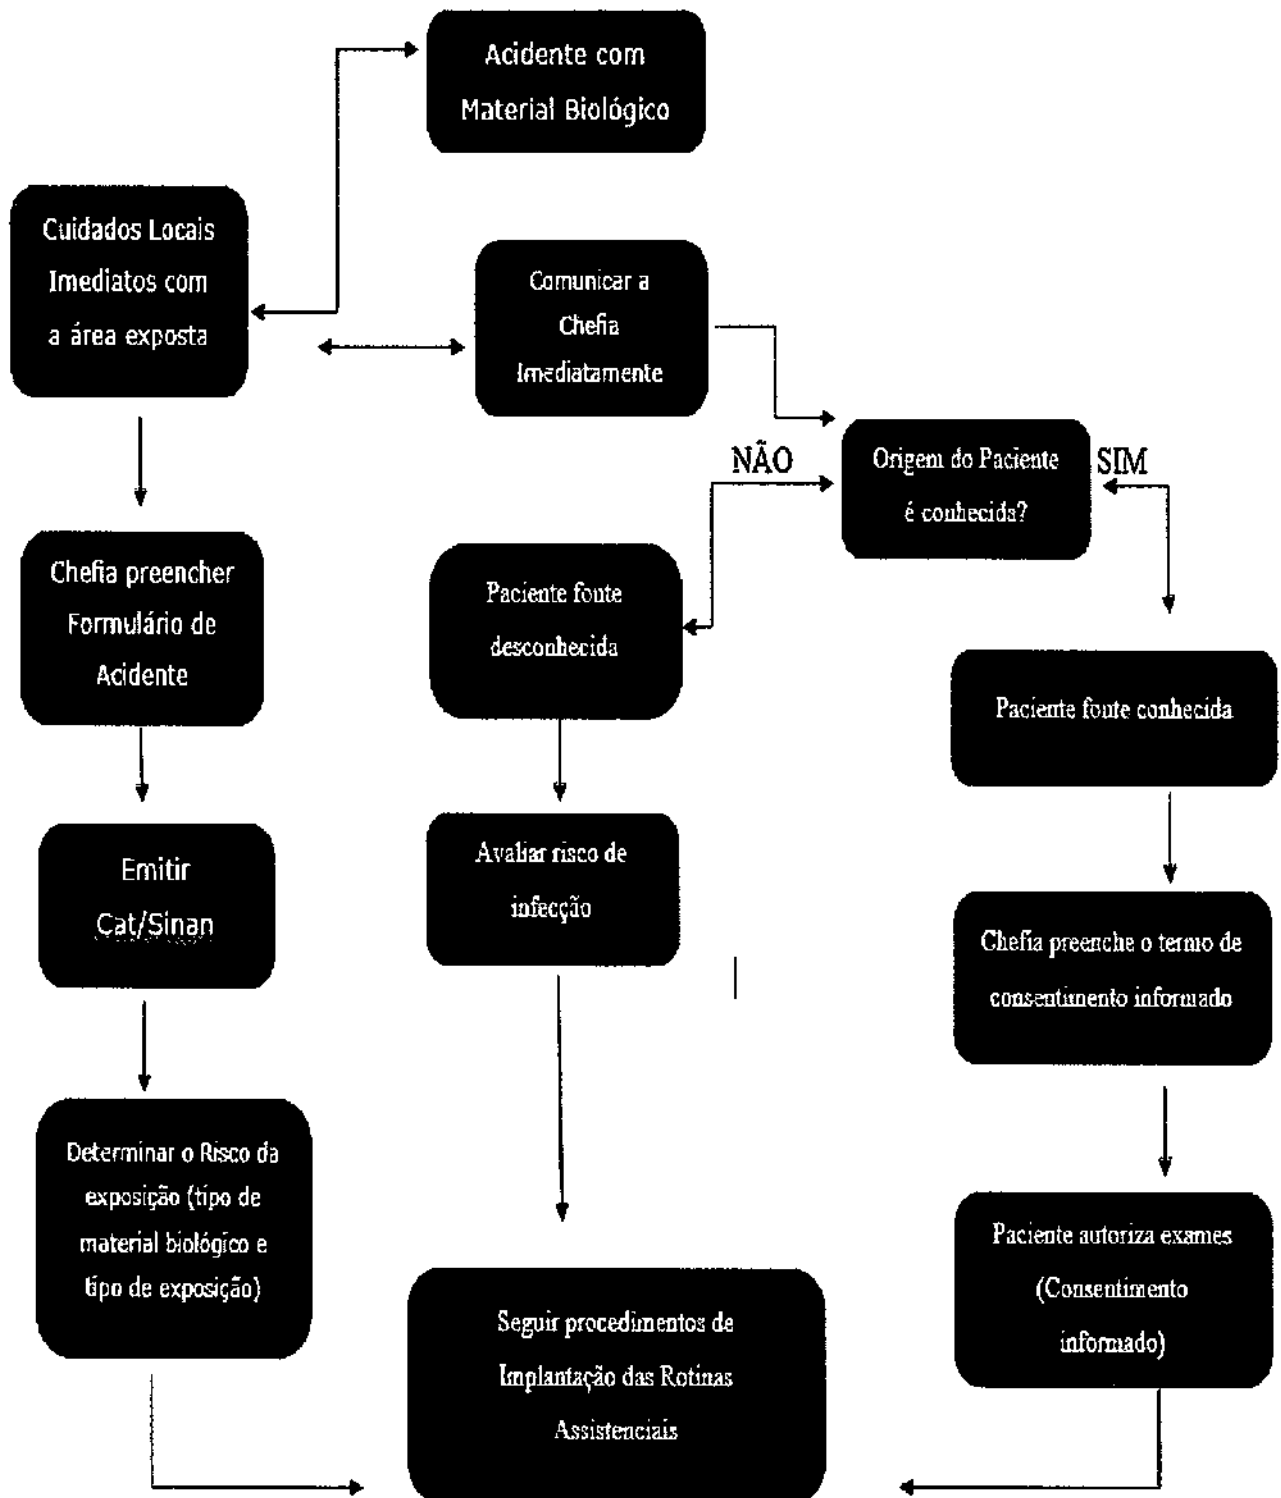 Acidente com
Material Biológico
Cuidados Locais
Imediatos com
a área exposta
Comunicar a
Chefia
Imediatamente
NÃO
Origem do Paciente
é conhecida?
SIM
Chefia preencher
Formulário de
Acidente
Paciente fonte
desconhecida
Paciente fonte conhecida
Emitir
Cat/Sinan
Avaliar risco de
infecção
Chefia preenche o termo de
consentimento informado
Determinar o Risco da
exposição (tipo de
material biológico e
tipo de exposição)
Paciente autoriza exames
(Consentimento
informado)
Seguir procedimentos de
Implantação das Rotinas
Assistenciais